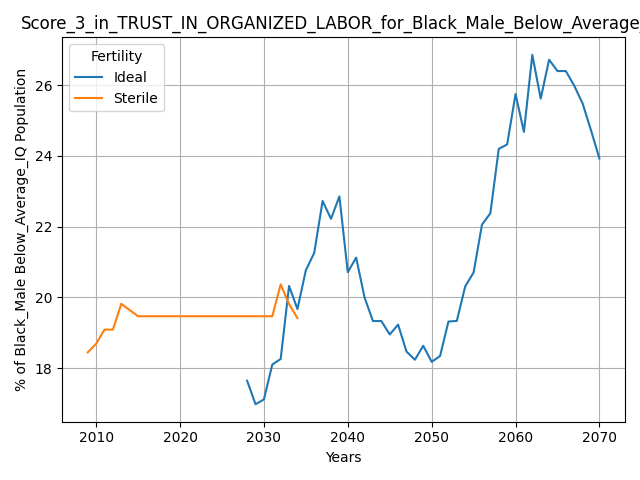 Score_3_in_TRUST_IN_ORGANIZED_LABOR_for_Black_Male_Below_Average_
Fertility
Ideal
Sterile
% of Black_Male Below_Average_IQ Population
26
24
22
20
18
2010 2020 2030 2040 2050 2060 2070
Years